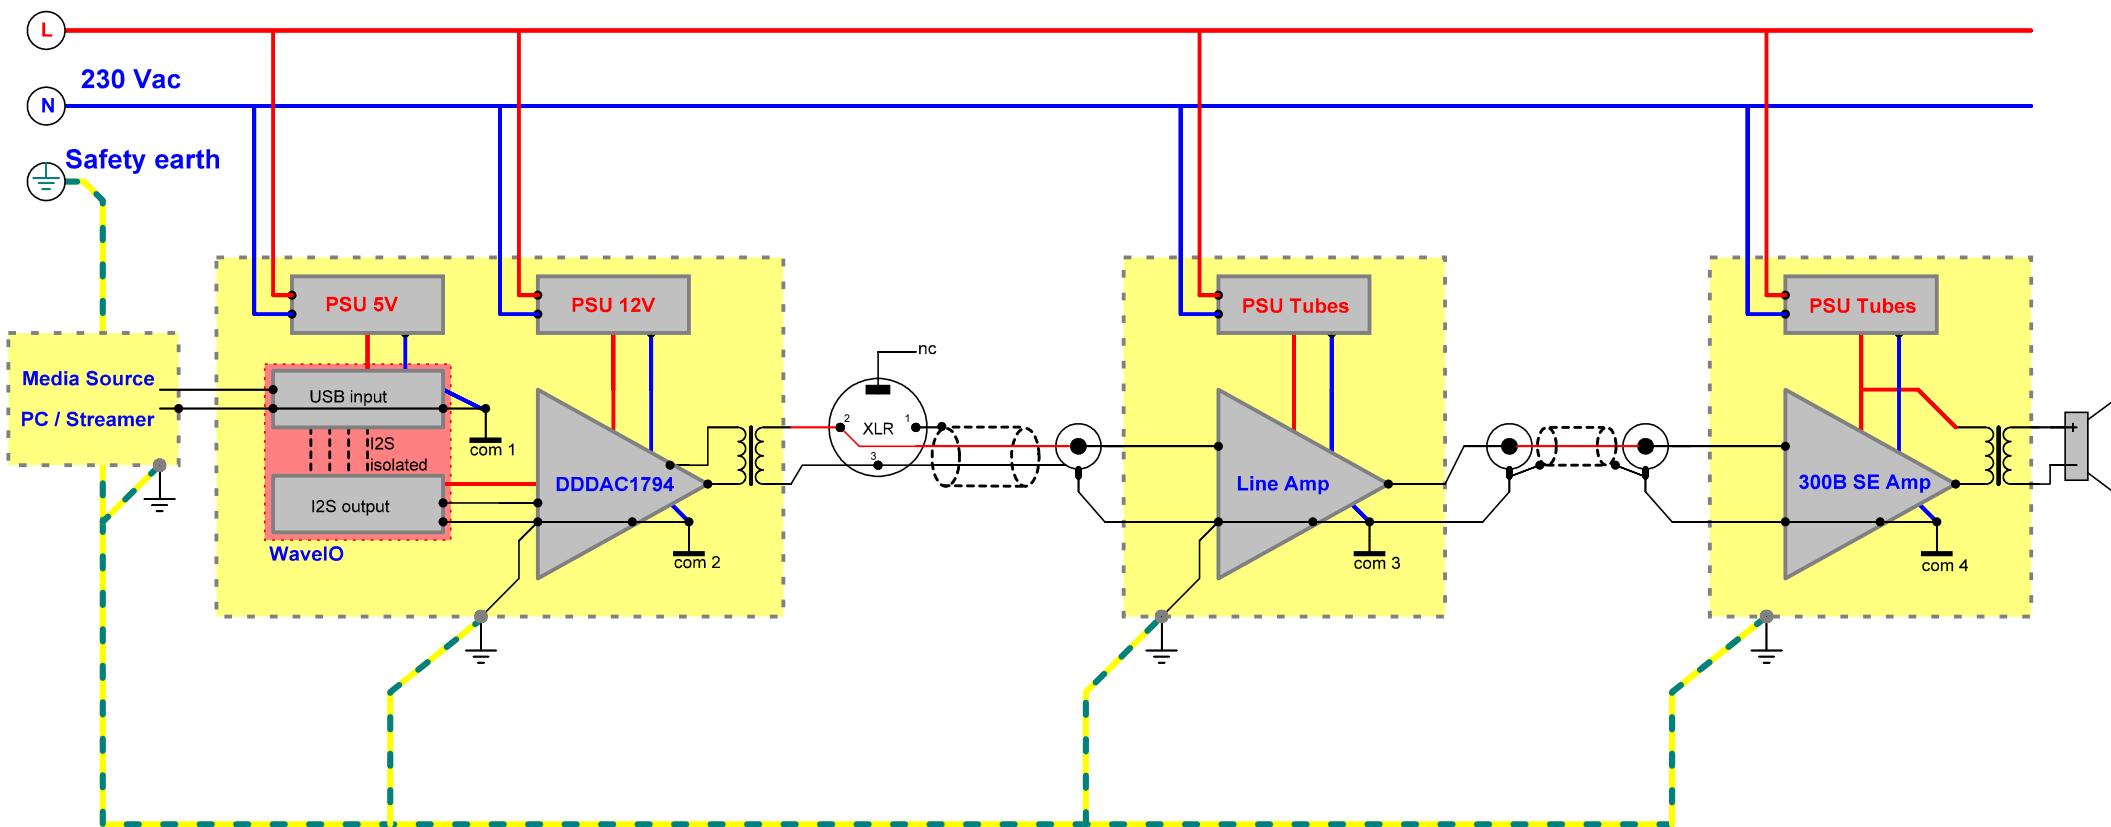 L
230 Vac
N
Safety earth
PSU 5V
PSU 12V
PSU Tubes
PSU Tubes
nc
Media Source
PC / Streamer
USB input
I2S
isolated
com 1
I2S output
WaveIO
DDDAC1794
com 2
2
XLR
1
3
Line Amp
com 3
300B SE Amp
com 4
+
-